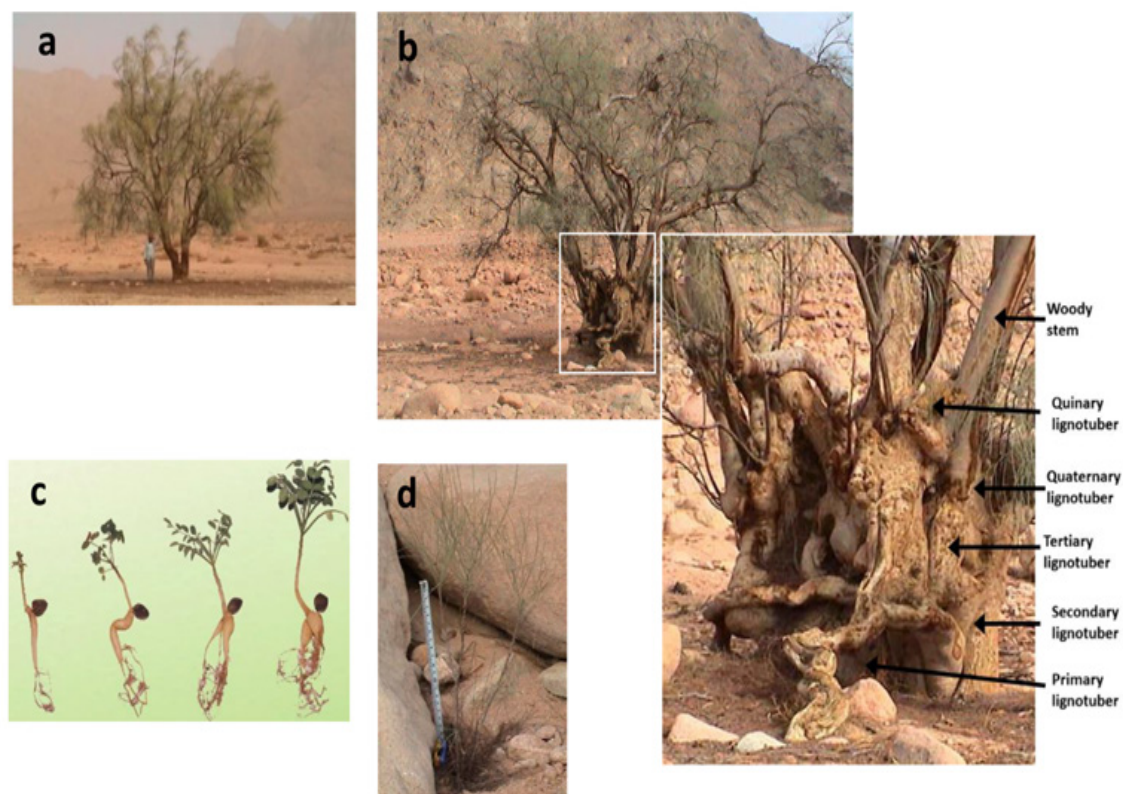 a
b
Woody
stem
Quinary
lignotuber
Quaternary
lignotuber
Tertiary
lignotuber
Secondary
lignotuber
Primary
lignotuber
c
d